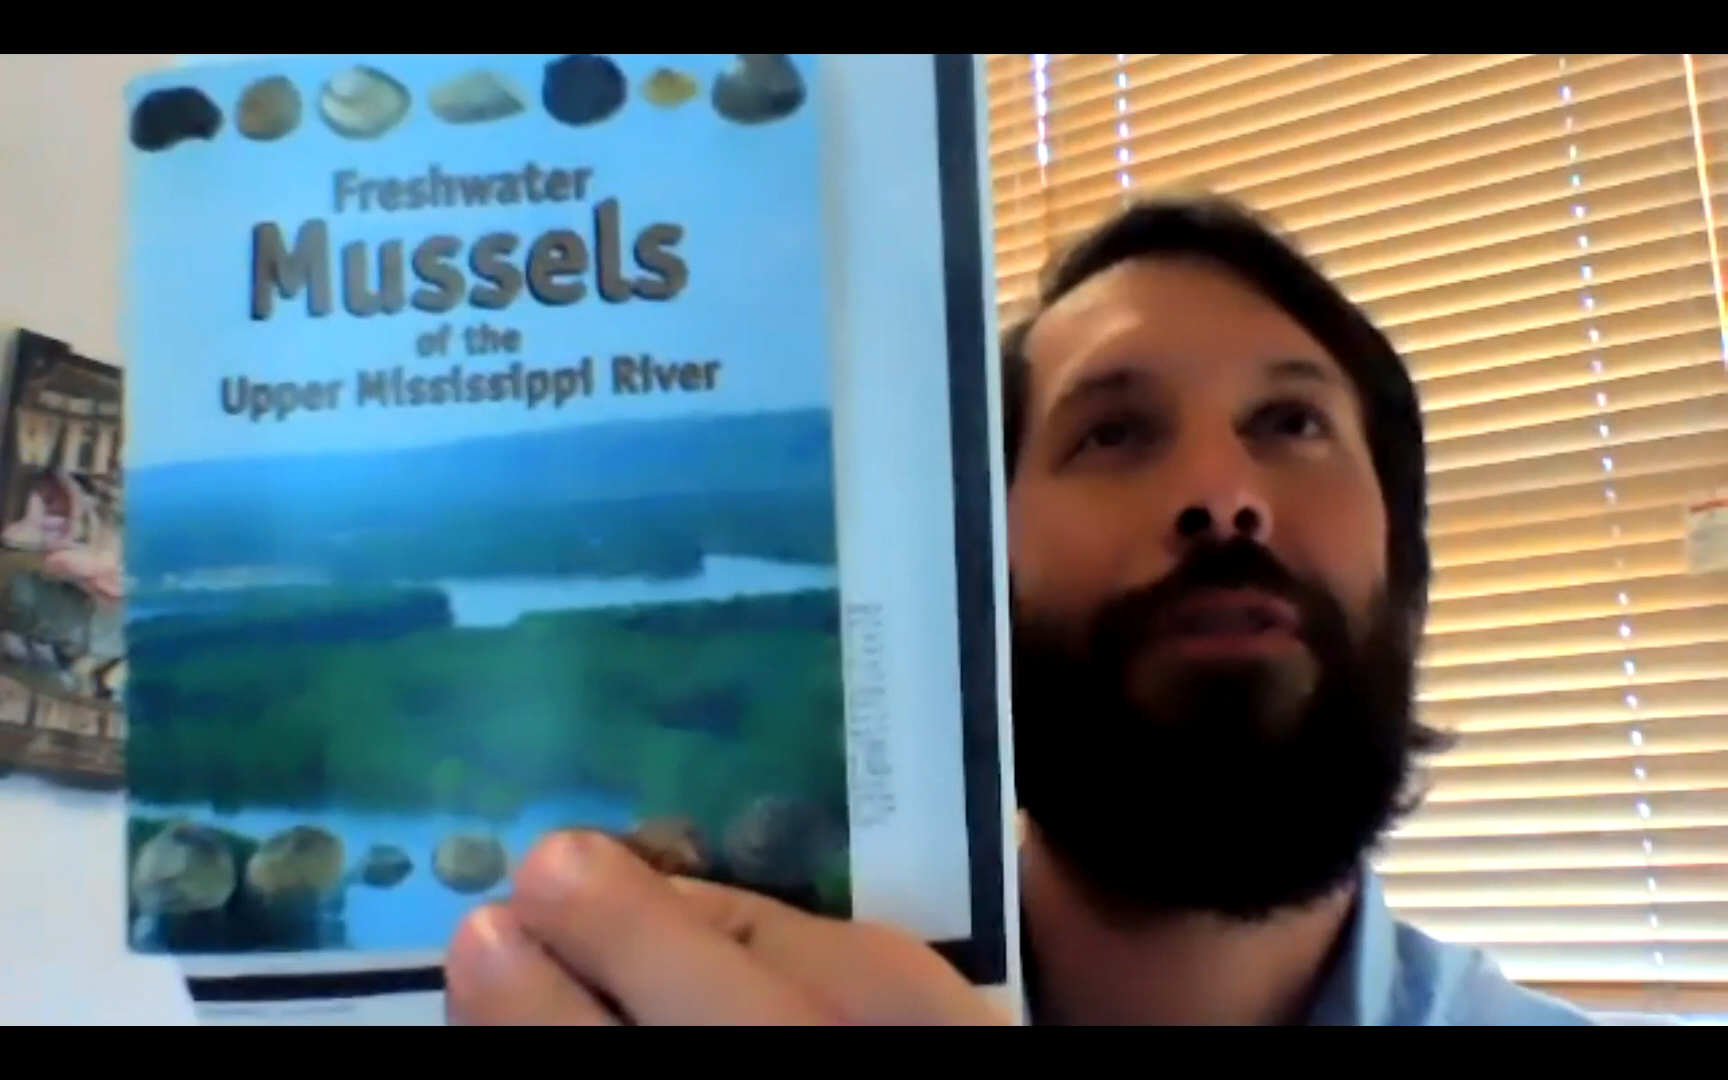 Freshwater
Mussels
of the
Upper Mississippi River